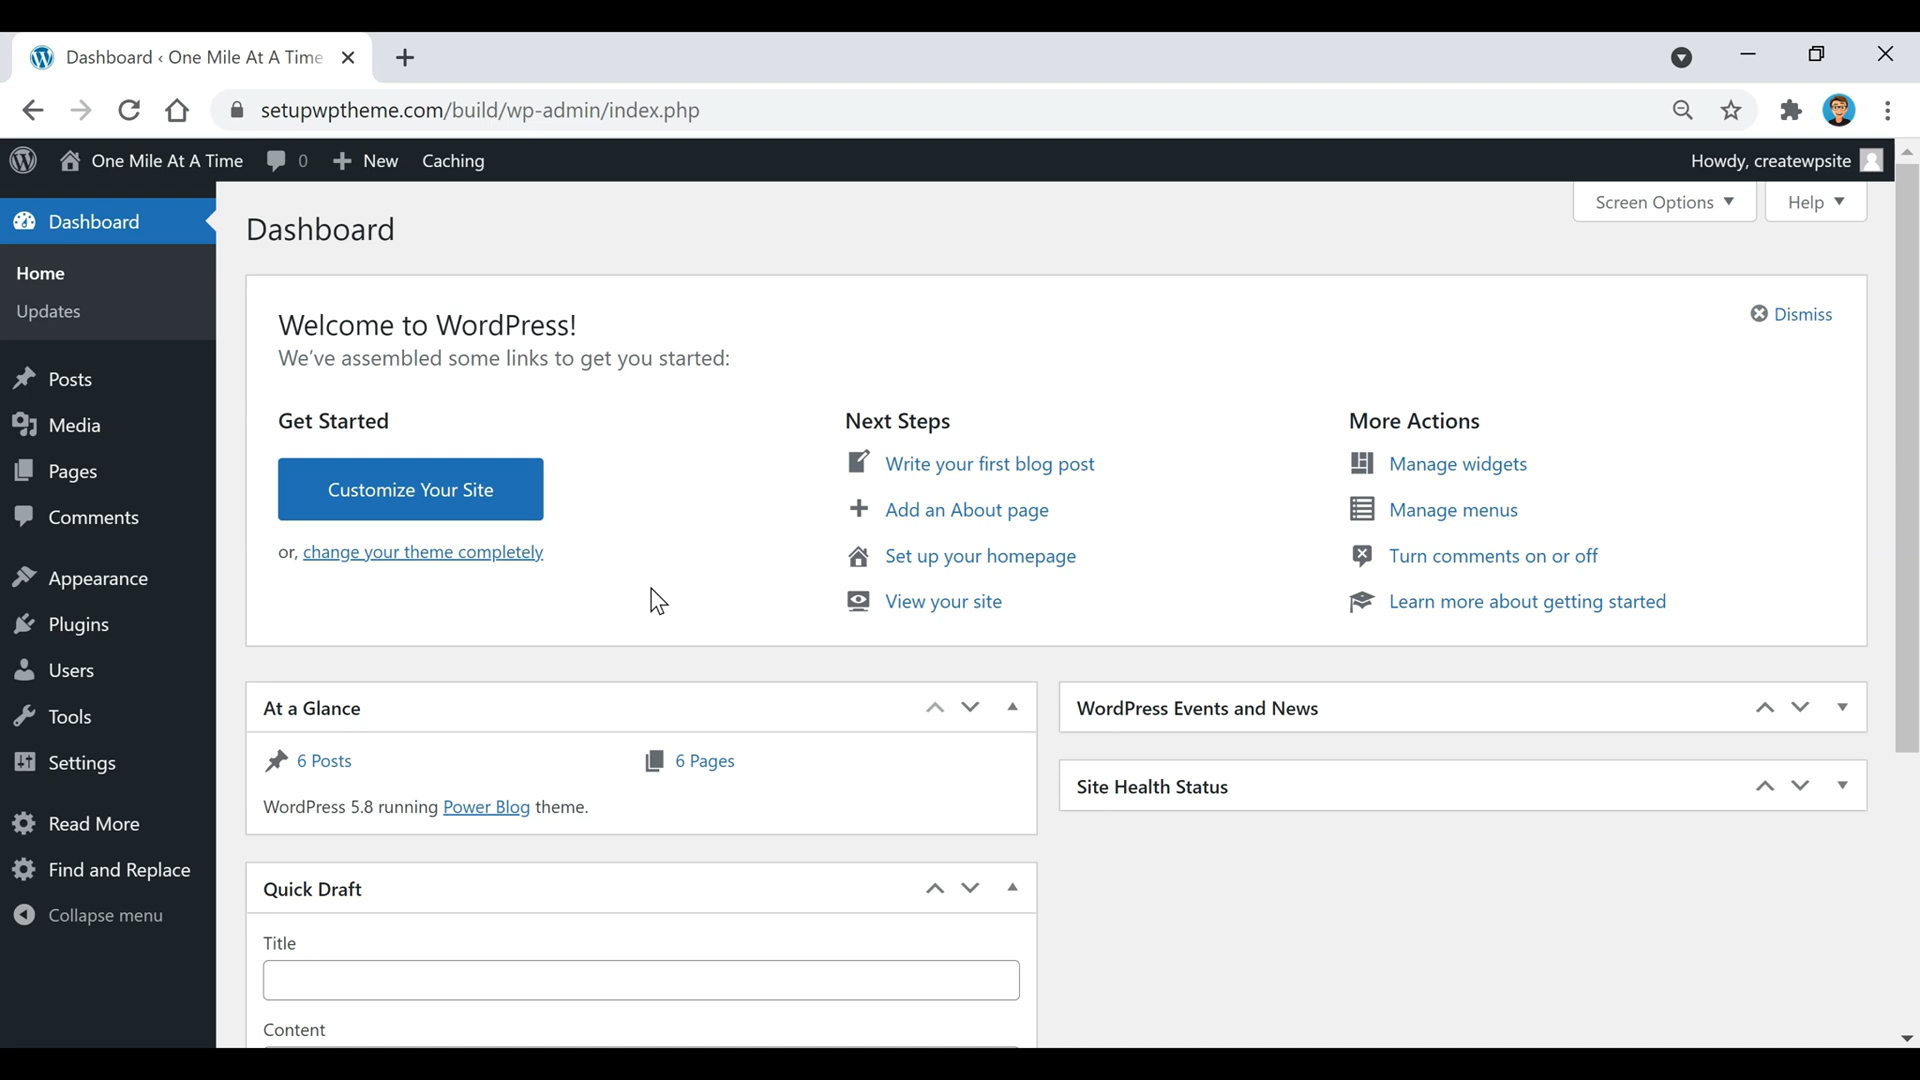 Dashboard ‹ One Mile At A Time
setupwptheme.com/build/wp-admin/index.php
One Mile At A Time
0
New
Caching
Howdy, createwpsite
Dashboard
Home
Updates
Posts
Media
Pages
Comments
Appearance
Plugins
Users
Tools
Settings
Read More
Find and Replace
Collapse menu
Screen Options
Help
Dashboard
Welcome to WordPress!
We've assembled some links to get you started:
Dismiss
Get Started
Customize Your Site
or, change your theme completely
Next Steps
Write your first blog post
Add an About page
Set up your homepage
View your site
More Actions
Manage widgets
Manage menus
Turn comments on or off
Learn more about getting started
At a Glance
6 Posts
6 Pages
WordPress 5.8 running Power Blog theme.
Quick Draft
Title
Content
WordPress Events and News
Site Health Status